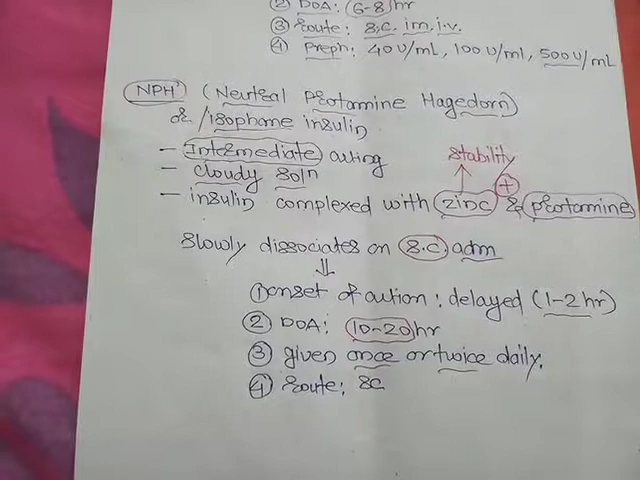 ② DOA: (6-8) hr
③ Route: S.C. im. i.v.
④ Preph: 40 U/mL, 100 U/mL, 500 U/mL
NPH (Neutral Protamine Hagedorn)
or / isophane insulin
- Intermediate acting
stability
- cloudy soln
+
- insulin complexed with zinc & protamine
slowly dissociates on S.C. adm
⇓
① onset of action: delayed (1-2 hr)
② DOA: 10-20 hr
③ given once or twice daily.
④ Route: SC